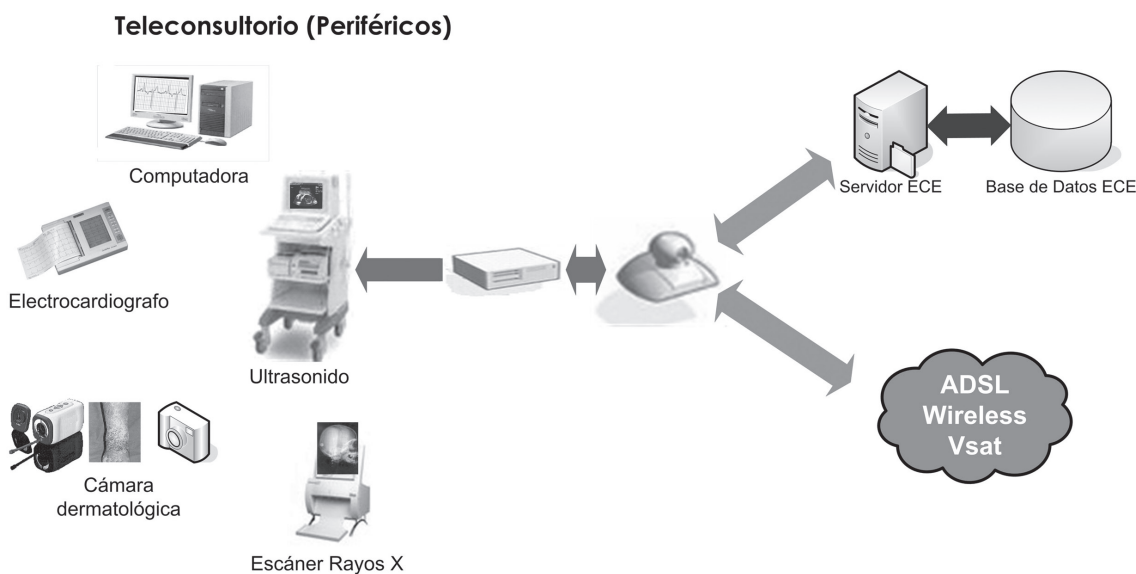 Teleconsultorio (Periféricos)
Computadora
Electrocardiografo
Ultrasonido
Cámara
dermatológica
Escáner Rayos X
Servidor ECE
Base de Datos ECE
ADSL
Wireless
Vsat